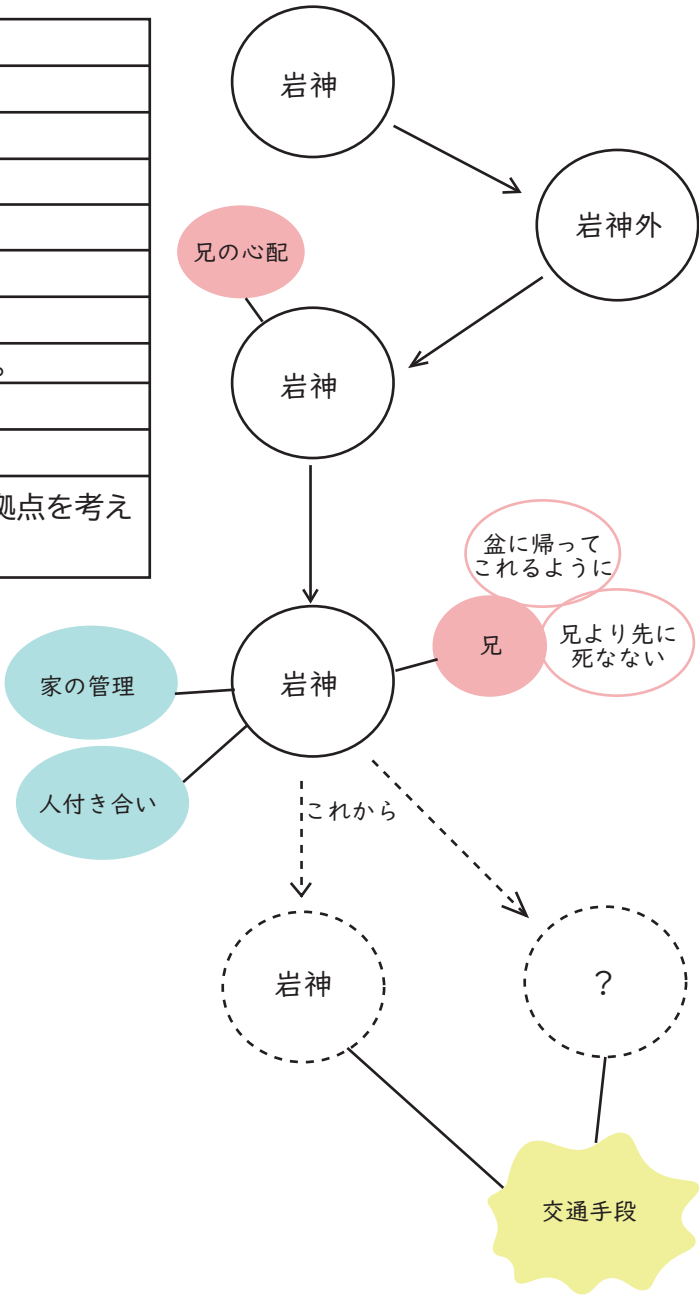 。
拠点を考え
岩神
岩神外
兄の心配
岩神
盆に帰って
これるように
兄
兄より先に
死なない
岩神
家の管理
人付き合い
これから
岩神
？
交通手段